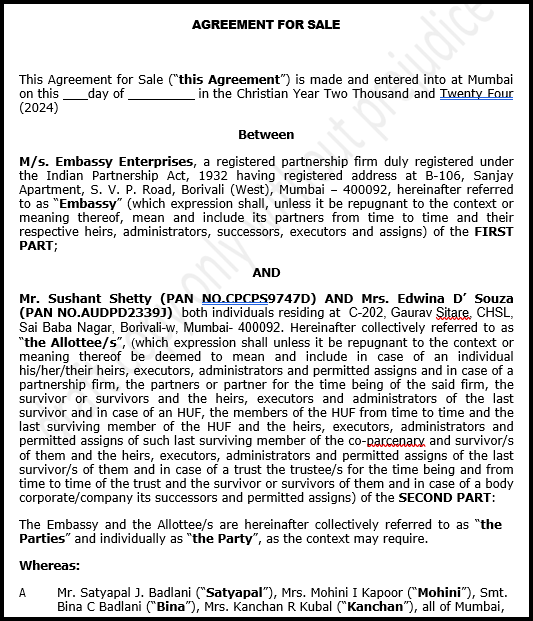 AGREEMENT FOR SALE
This Agreement for Sale (“this Agreement”) is made and entered into at Mumbai
on this ___day of _________ in the Christian Year Two Thousand and Twenty Four
(2024)
Between
M/s. Embassy Enterprises, a registered partnership firm duly registered under
the Indian Partnership Act, 1932 having registered address at B-106, Sanjay
Apartment, S. V. P. Road, Borivali (West), Mumbai – 400092, hereinafter referred
to as “Embassy” (which expression shall, unless it be repugnant to the context or
meaning thereof, mean and include its partners from time to time and their
respective heirs, administrators, successors, executors and assigns) of the FIRST
PART;
AND
Mr. Sushant Shetty (PAN NO.CPCPS9747D) AND Mrs. Edwina D’ Souza
(PAN NO.AUDPD2339J) both individuals residing at C-202, Gaurav Sitare, CHSL,
Sai Baba Nagar, Borivali-w, Mumbai- 400092. Hereinafter collectively referred to as
“the Allottee/s”, (which expression shall unless it be repugnant to the context or
meaning thereof be deemed to mean and include in case of an individual
his/her/their heirs, executors, administrators and permitted assigns and in case of a
partnership firm, the partners or partner for the time being of the said firm, the
survivor or survivors and the heirs, executors and administrators of the last
survivor and in case of an HUF, the members of the HUF from time to time and the
last surviving member of the HUF and the heirs, executors, administrators and
permitted assigns of such last surviving member of the co-parcenary and survivor/s
of them and the heirs, executors, administrators and permitted assigns of the last
survivor/s of them and in case of a trust the trustee/s for the time being and from
time to time of the trust and the survivor or survivors of them and in case of a body
corporate/company its successors and permitted assigns) of the SECOND PART:
The Embassy and the Allottee/s are hereinafter collectively referred to as “the
Parties” and individually as “the Party”, as the context may require.
Whereas:
A Mr. Satyapal J. Badlani (“Satyapal”), Mrs. Mohini I Kapoor (“Mohini”), Smt.
Bina C Badlani (“Bina”), Mrs. Kanchan R Kubal (“Kanchan”), all of Mumbai,
only without prejudice